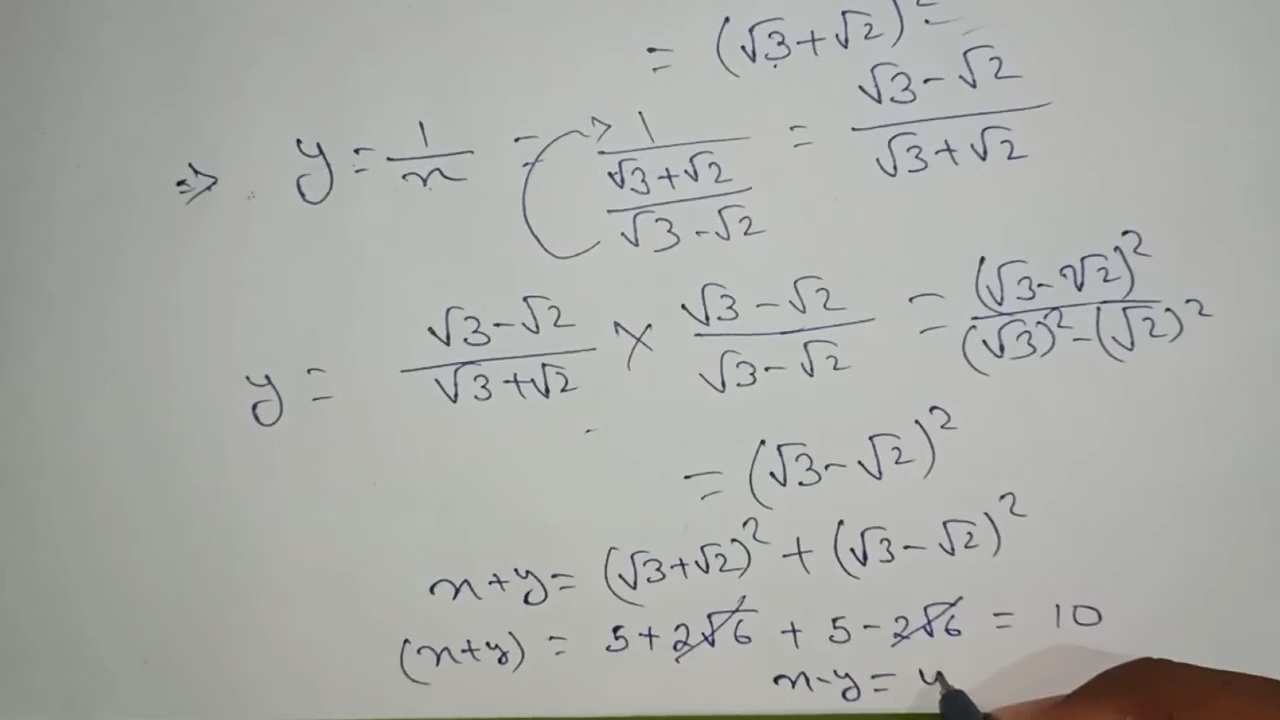 = (√3+√2)² =
⇒ y = 1/x = 1/((√3+√2)/(√3-√2)) = (√3-√2)/(√3+√2)
y = (√3-√2)/(√3+√2) × (√3-√2)/(√3-√2) = (√3-√2)²/((√3)²-(√2)²)
= (√3-√2)²
x+y = (√3+√2)² + (√3-√2)²
(x+y) = 5+2√6 + 5-2√6 = 10
x-y =